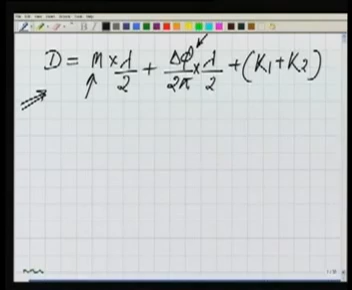 D = M × λ/2 + Δφ/2π × λ/2 + (K₁ + K₂)